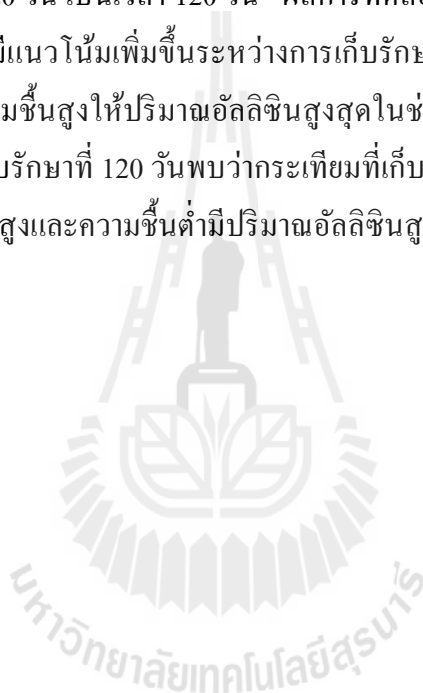 0 วัน เป็นเวลา 120 วัน ผลการทดลอง
มีแนวโน้มเพิ่มขึ้นระหว่างการเก็บรักษ
มชื้นสูงให้ปริมาณอัลลิซินสูงสุดในช่
บรักษาที่ 120 วันพบว่ากระเทียมที่เก็บ
สูงและความชื้นต่ำมีปริมาณอัลลิซินสู
มหาวิทยาลัยเทคโนโลยีสุรนารี